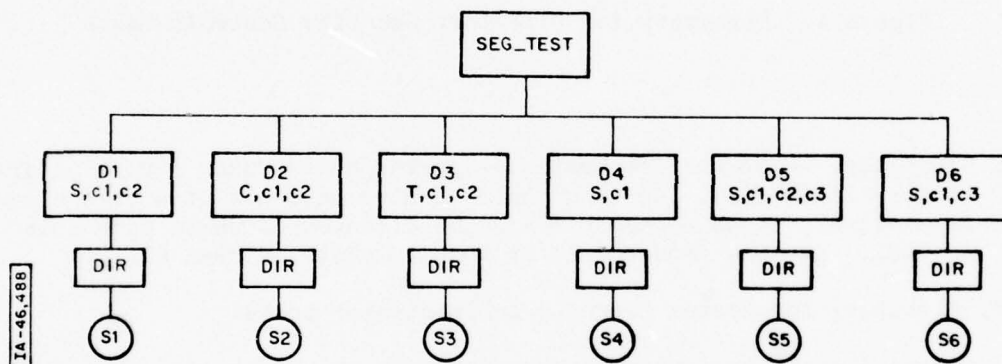 SEG_TEST
D1
S,c1,c2
D2
C,c1,c2
D3
T,c1,c2
D4
S,c1
D5
S,c1,c2,c3
D6
S,c1,c3
DIR
DIR
DIR
DIR
DIR
DIR
S1
S2
S3
S4
S5
S6
IA-46,488